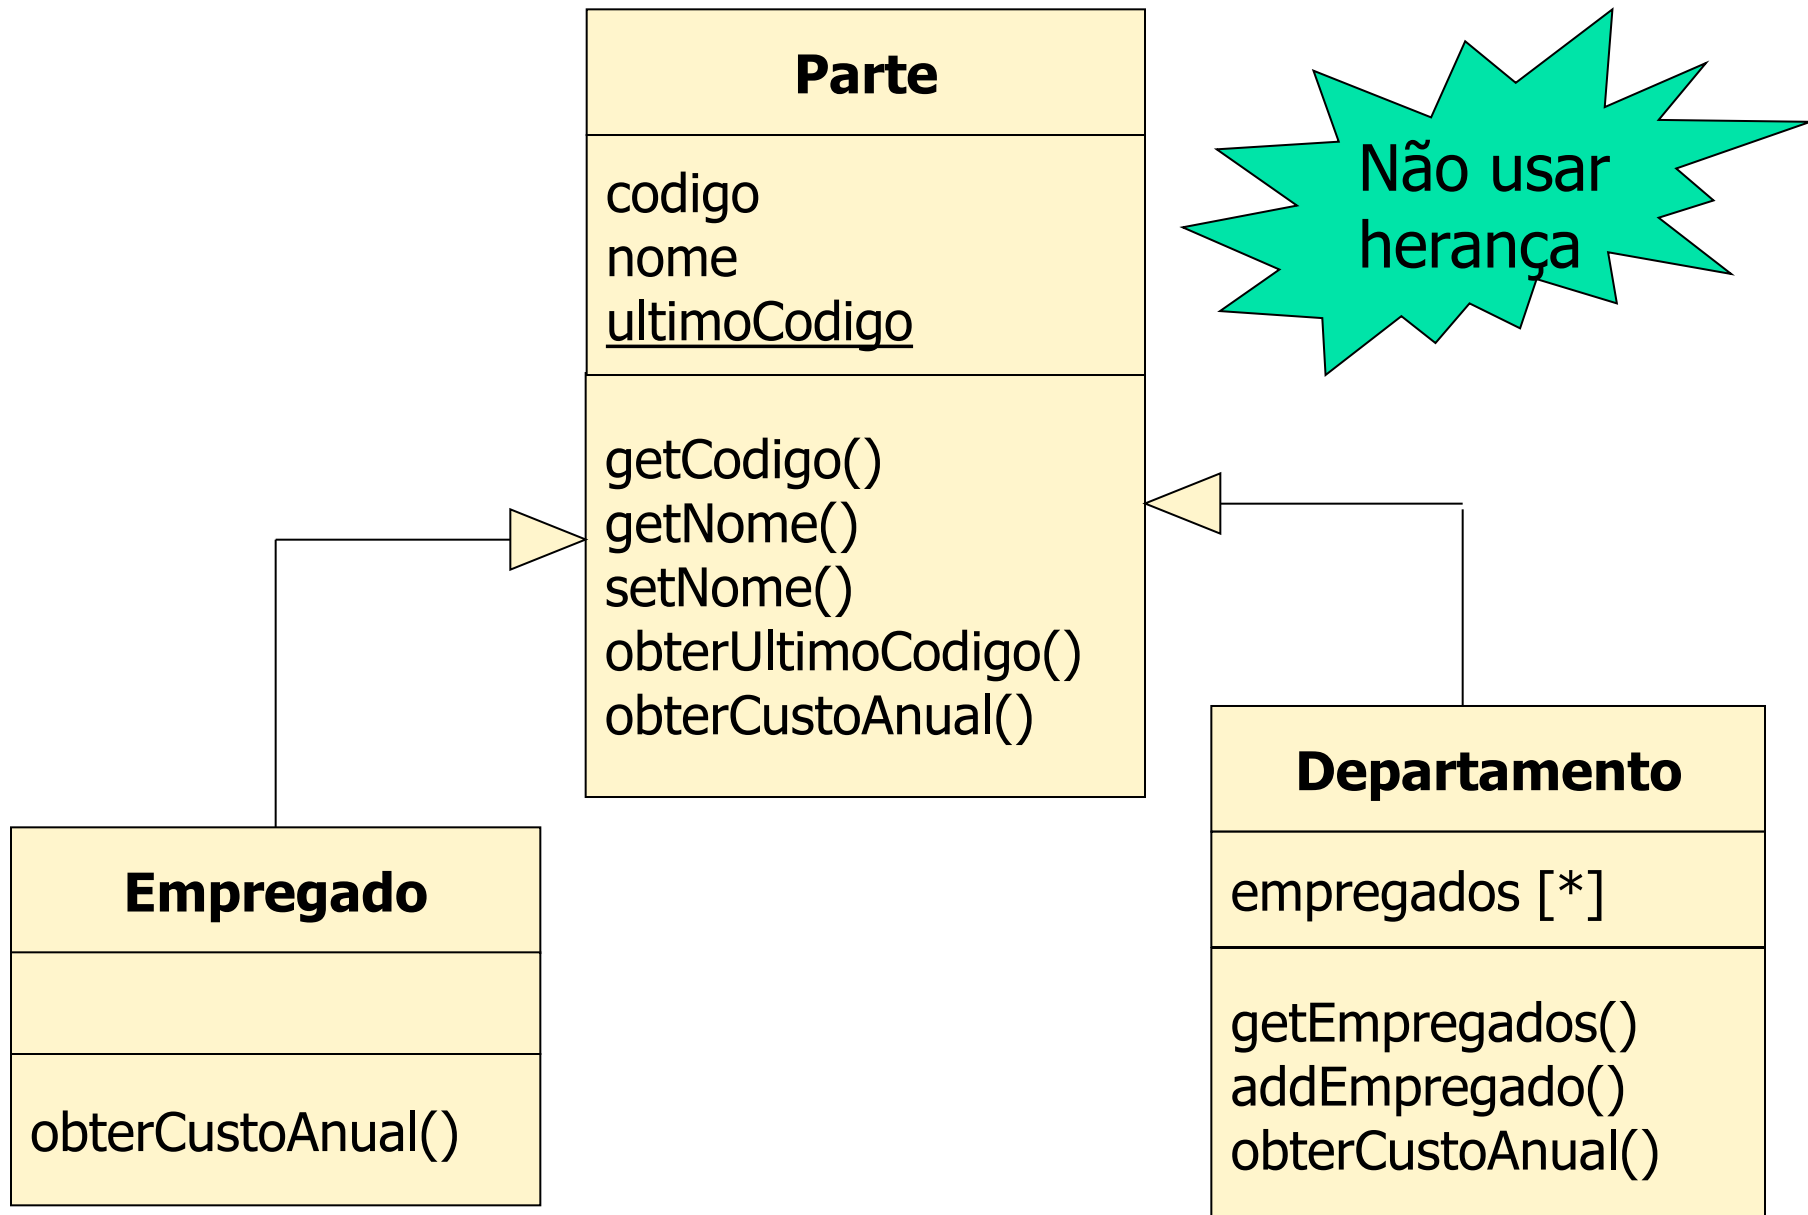 Parte
codigo
nome
ultimoCodigo
getCodigo()
getNome()
setNome()
obterUltimoCodigo()
obterCustoAnual()
Não usar
herança
Empregado
obterCustoAnual()
Departamento
empregados [*]
getEmpregados()
addEmpregado()
obterCustoAnual()